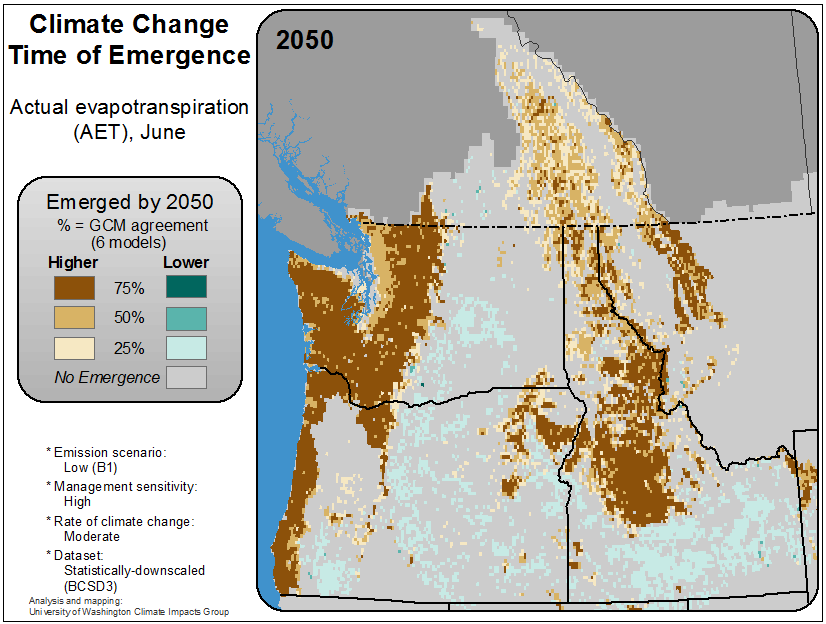 Climate Change
Time of Emergence
Actual evapotranspiration
(AET), June
2050
Emerged by 2050
% = GCM agreement
(6 models)
Higher Lower
75%
50%
25%
No Emergence
* Emission scenario:
Low (B1)
* Management sensitivity:
High
* Rate of climate change:
Moderate
* Dataset:
Statistically-downscaled
(BCSD3)
Analysis and mapping:
University of Washington Climate Impacts Group